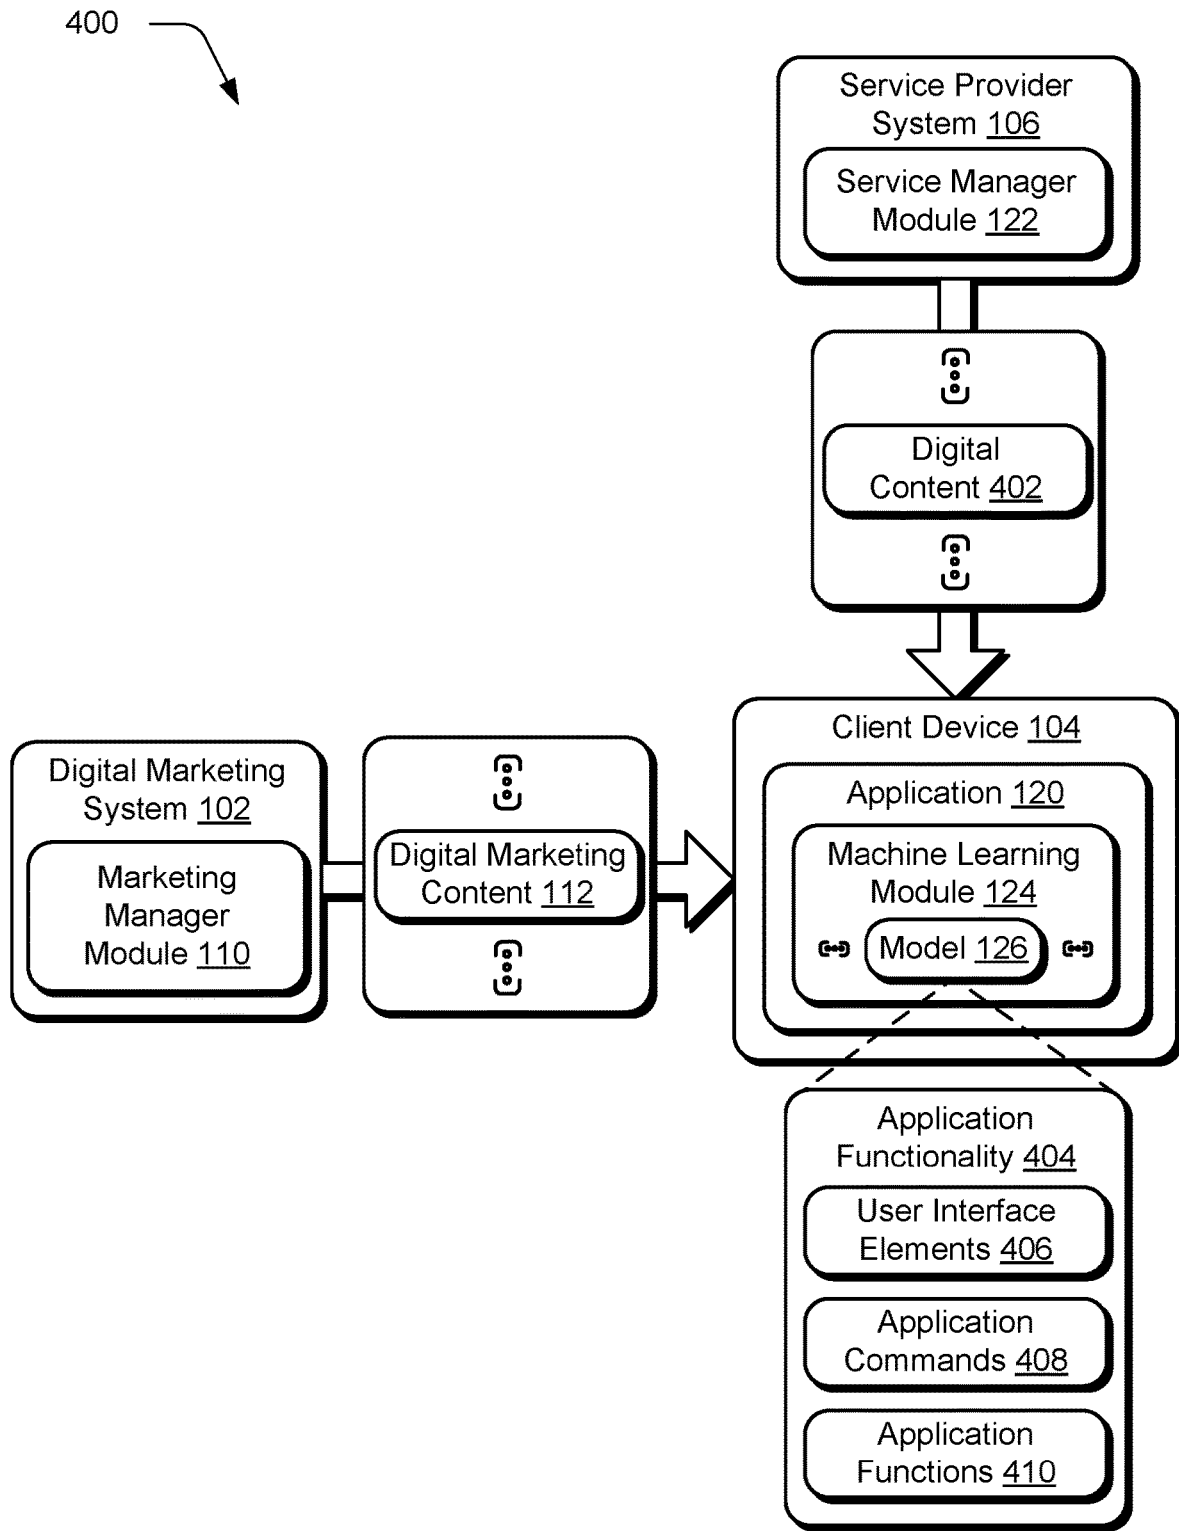 400
Service Provider
System 106
Service Manager
Module 122
Digital
Content 402
Client Device 104
Application 120
Machine Learning
Module 124
Model 126
Digital Marketing
System 102
Marketing
Manager
Module 110
Digital Marketing
Content 112
Application
Functionality 404
User Interface
Elements 406
Application
Commands 408
Application
Functions 410